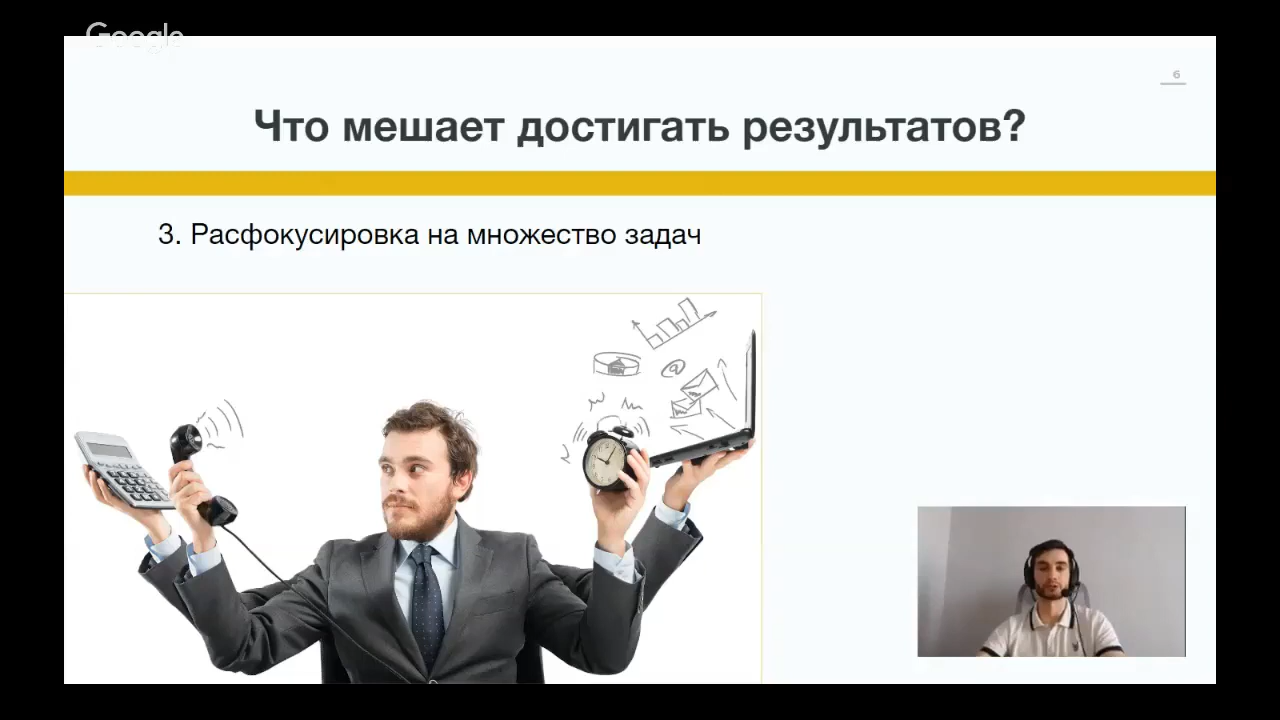 Google
6
Что мешает достигать результатов?
3. Расфокусировка на множество задач
@